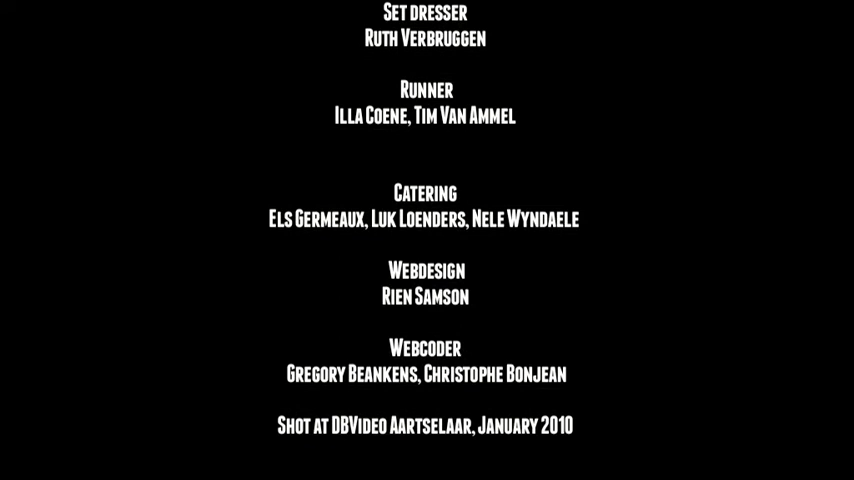 Set dresser
Ruth Verbruggen
Runner
Illa Coene, Tim Van Ammel
Catering
Els Germeaux, Luk Loenders, Nele Wyndaele
Webdesign
Rien Samson
Webcoder
Gregory Beankens, Christophe Bonjean
Shot at DBVideo Aartselaar, January 2010